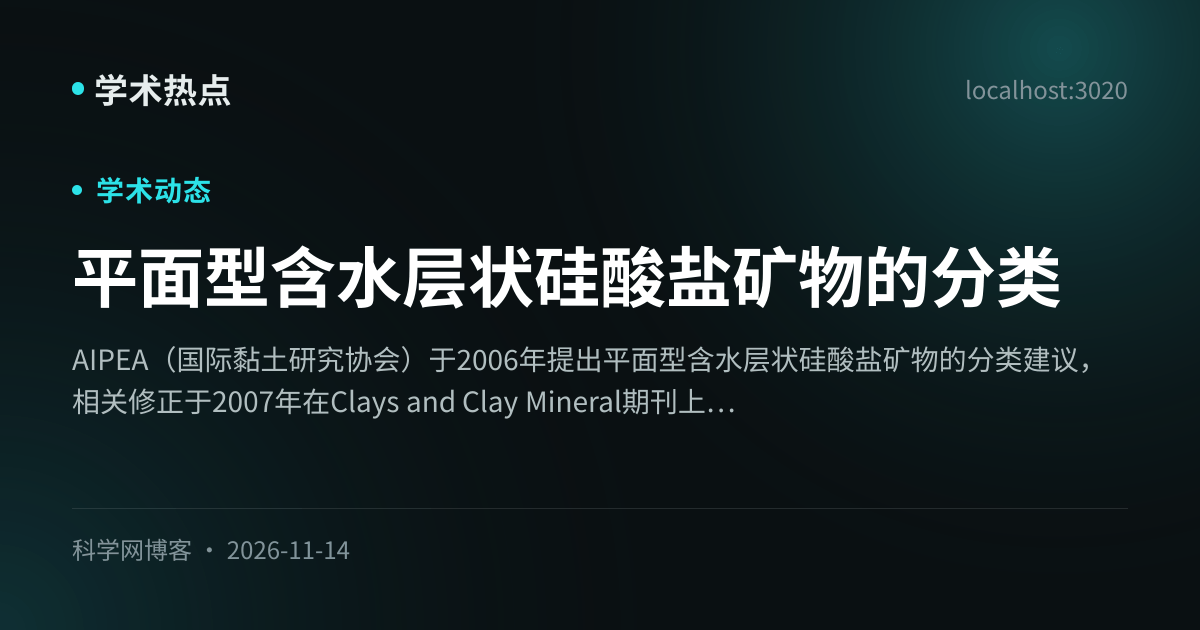 学术热点
localhost:3020
学术动态
平面型含水层状硅酸盐矿物的分类
AIPEA（国际黏土研究协会）于2006年提出平面型含水层状硅酸盐矿物的分类建议，
相关修正于2007年在Clays and Clay Mineral期刊上…
科学网博客 · 2026-11-14